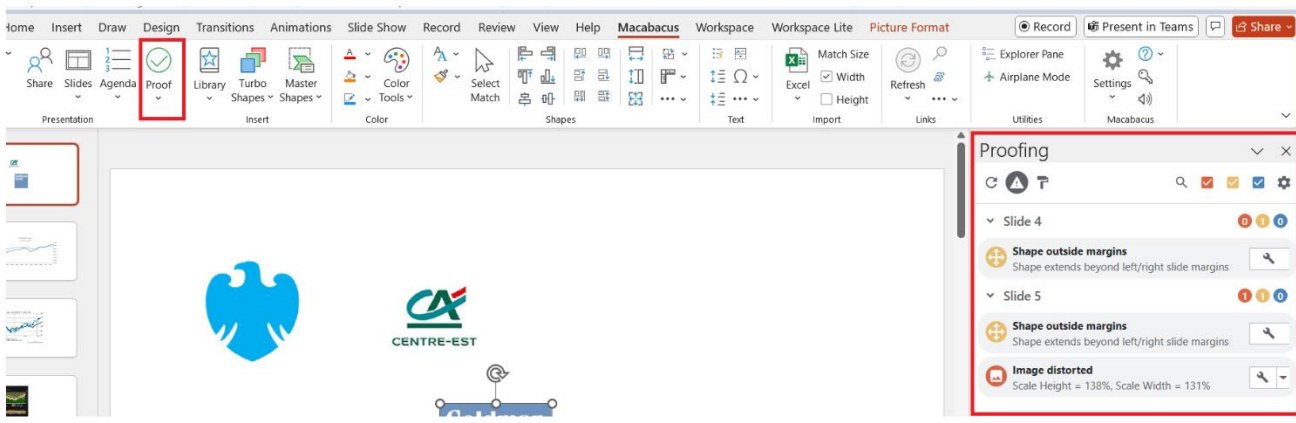 Home Insert Draw Design Transitions Animations Slide Show Record Review View Help Macabacus Workspace Workspace Lite Picture Format Record Present in Teams Share
Share Slides Agenda Proof Library Turbo Shapes Master Shapes Color Tools Select Match Excel Match Size Width Height Refresh Explorer Pane Airplane Mode Settings
Presentation Insert Color Shapes Text Import Links Utilities Macabacus
Proofing
Slide 4 0 1 0
Shape outside margins
Shape extends beyond left/right slide margins
Slide 5 1 1 0
Shape outside margins
Shape extends beyond left/right slide margins
Image distorted
Scale Height = 138%, Scale Width = 131%
CA
CENTRE-EST
Goldman